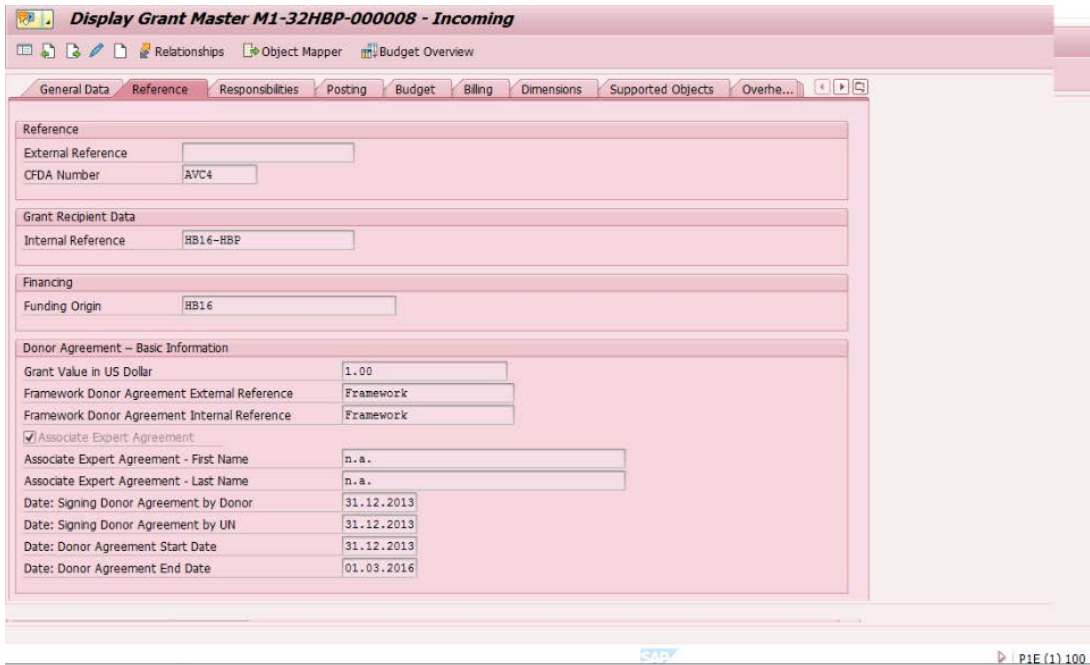 Display Grant Master M1-32HBP-000008 - Incoming
Relationships Object Mapper Budget Overview
General Data Reference Responsibilities Posting Budget Billing Dimensions Supported Objects Overhe...
Reference
External Reference
CFDA Number AVC4
Grant Recipient Data
Internal Reference HB16-HBP
Financing
Funding Origin HB16
Donor Agreement – Basic Information
Grant Value in US Dollar 1.00
Framework Donor Agreement External Reference Framework
Framework Donor Agreement Internal Reference Framework
Associate Expert Agreement
Associate Expert Agreement - First Name n.a.
Associate Expert Agreement - Last Name n.a.
Date: Signing Donor Agreement by Donor 31.12.2013
Date: Signing Donor Agreement by UN 31.12.2013
Date: Donor Agreement Start Date 31.12.2013
Date: Donor Agreement End Date 01.03.2016
SAP P1E (1) 100